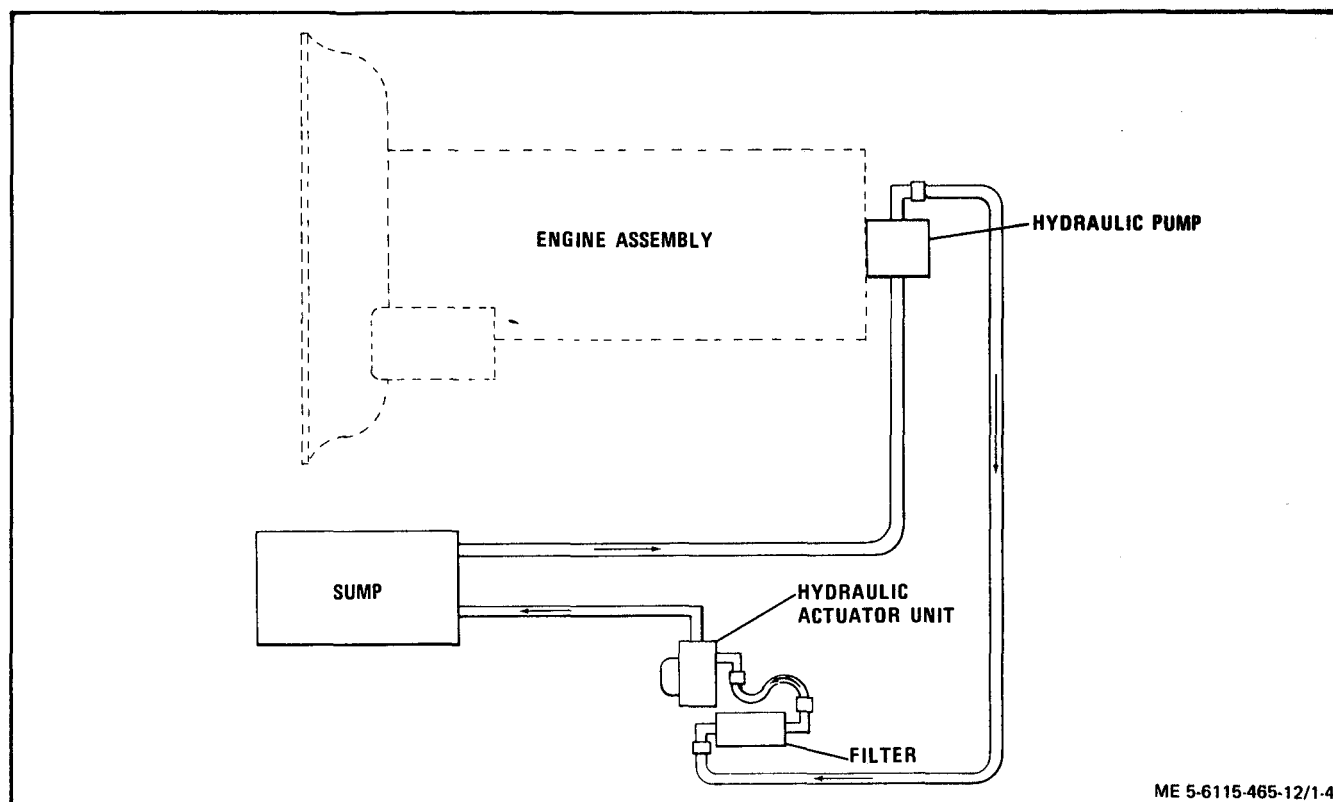 ENGINE ASSEMBLY
HYDRAULIC PUMP
SUMP
HYDRAULIC
ACTUATOR UNIT
FILTER
ME 5-6115-465-12/1-4